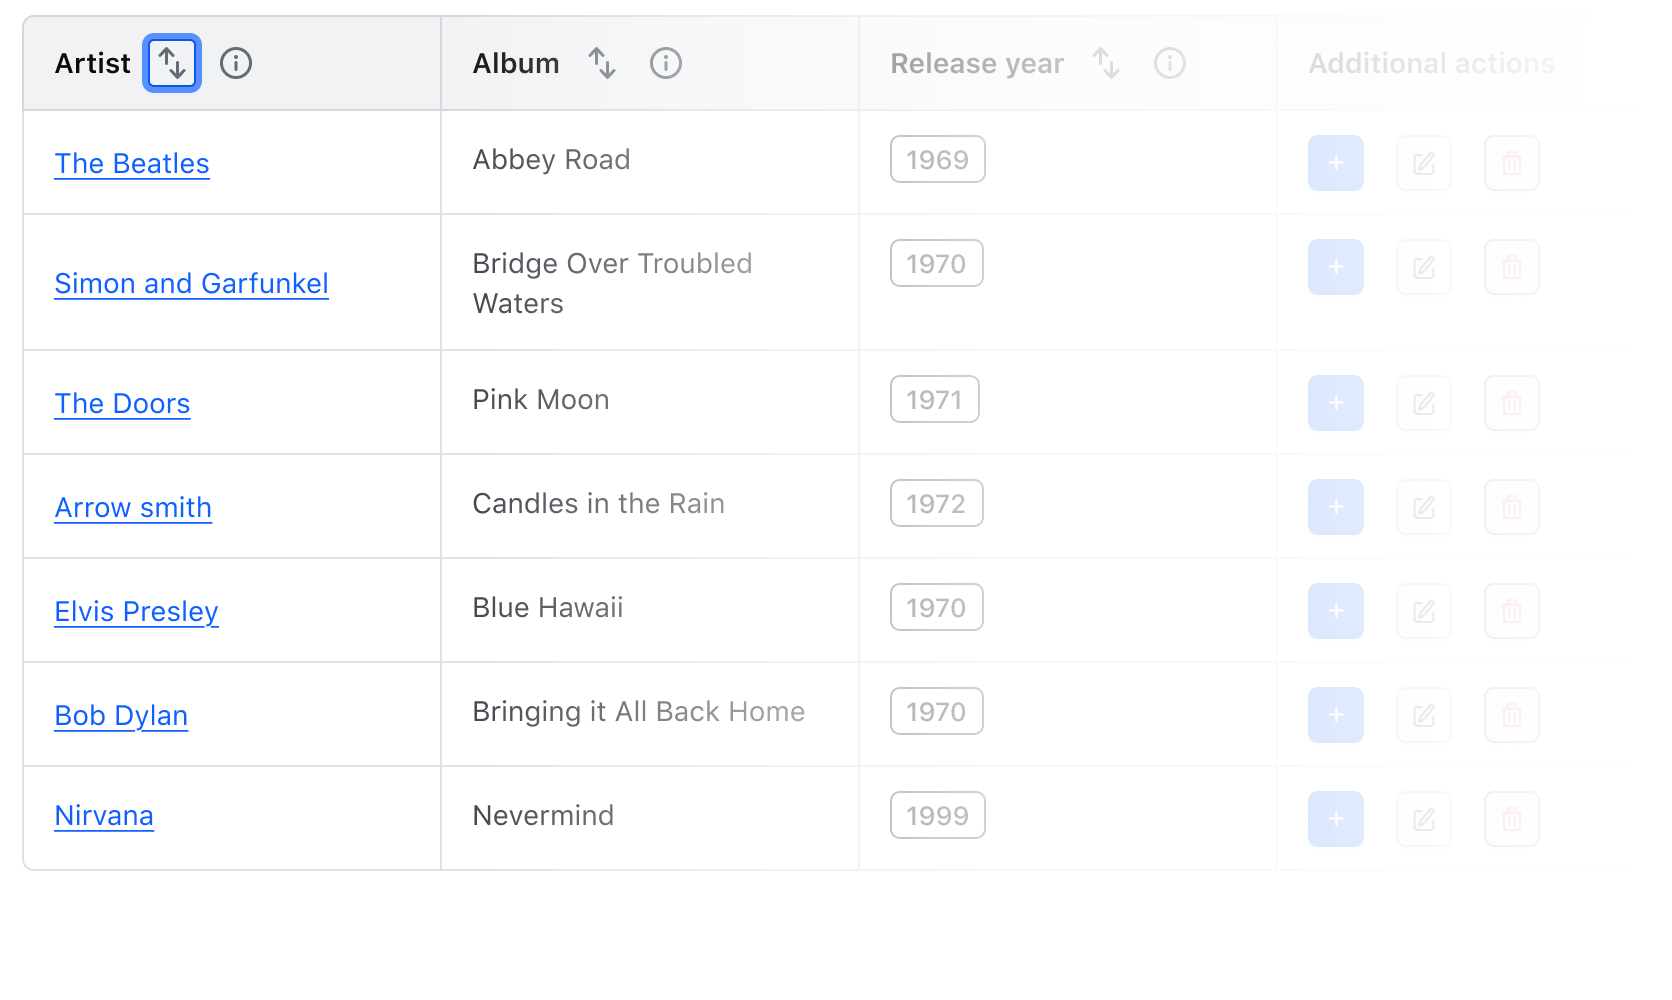 Artist Album Release year Additional actions
The Beatles Abbey Road 1969
Simon and Garfunkel Bridge Over Troubled Waters 1970
The Doors Pink Moon 1971
Arrow smith Candles in the Rain 1972
Elvis Presley Blue Hawaii 1970
Bob Dylan Bringing it All Back Home 1970
Nirvana Nevermind 1999